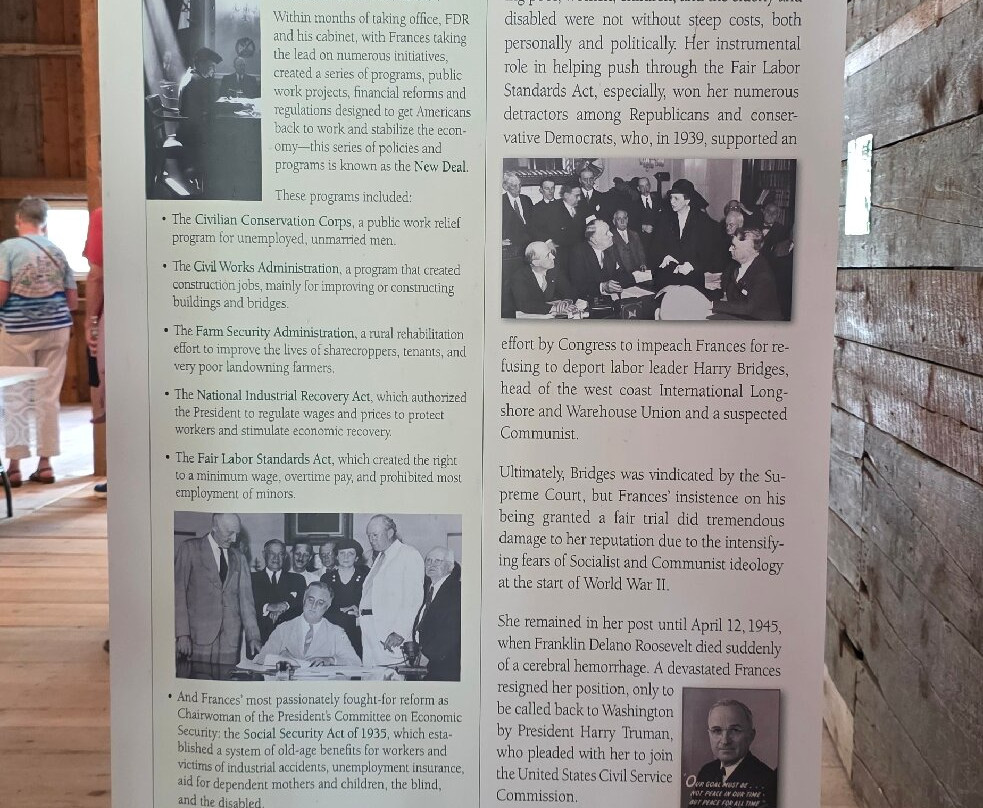 Within months of taking office, FDR
and his cabinet, with Frances taking
the lead on numerous initiatives,
created a series of programs, public
work projects, financial reforms and
regulations designed to get Americans
back to work and stabilize the econ-
omy—this series of policies and
programs is known as the New Deal.
These programs included:
• The Civilian Conservation Corps, a public work relief
program for unemployed, unmarried men.
• The Civil Works Administration, a program that created
construction jobs, mainly for improving or constructing
buildings and bridges.
• The Farm Security Administration, a rural rehabilitation
effort to improve the lives of sharecroppers, tenants, and
very poor landowning farmers.
• The National Industrial Recovery Act, which authorized
the President to regulate wages and prices to protect
workers and stimulate economic recovery.
• The Fair Labor Standards Act, which created the right
to a minimum wage, overtime pay, and prohibited most
employment of minors.
• And Frances' most passionately fought-for reform as
Chairwoman of the President's Committee on Economic
Security: the Social Security Act of 1935, which esta-
blished a system of old-age benefits for workers and
victims of industrial accidents, unemployment insurance,
aid for dependent mothers and children, the blind,
and the disabled.
disabled were not without steep costs, both
personally and politically. Her instrumental
role in helping push through the Fair Labor
Standards Act, especially, won her numerous
detractors among Republicans and conser-
vative Democrats, who, in 1939, supported an
effort by Congress to impeach Frances for re-
fusing to deport labor leader Harry Bridges,
head of the west coast International Long-
shore and Warehouse Union and a suspected
Communist.
Ultimately, Bridges was vindicated by the Su-
preme Court, but Frances' insistence on his
being granted a fair trial did tremendous
damage to her reputation due to the intensify-
ing fears of Socialist and Communist ideology
at the start of World War II.
She remained in her post until April 12, 1945,
when Franklin Delano Roosevelt died suddenly
of a cerebral hemorrhage. A devastated Frances
resigned her position, only to
be called back to Washington
by President Harry Truman,
who pleaded with her to join
the United States Civil Service
Commission.
OUR GOAL MUST BE . . .
NOT PEACE IN OUR TIME -
BUT PEACE FOR ALL TIME